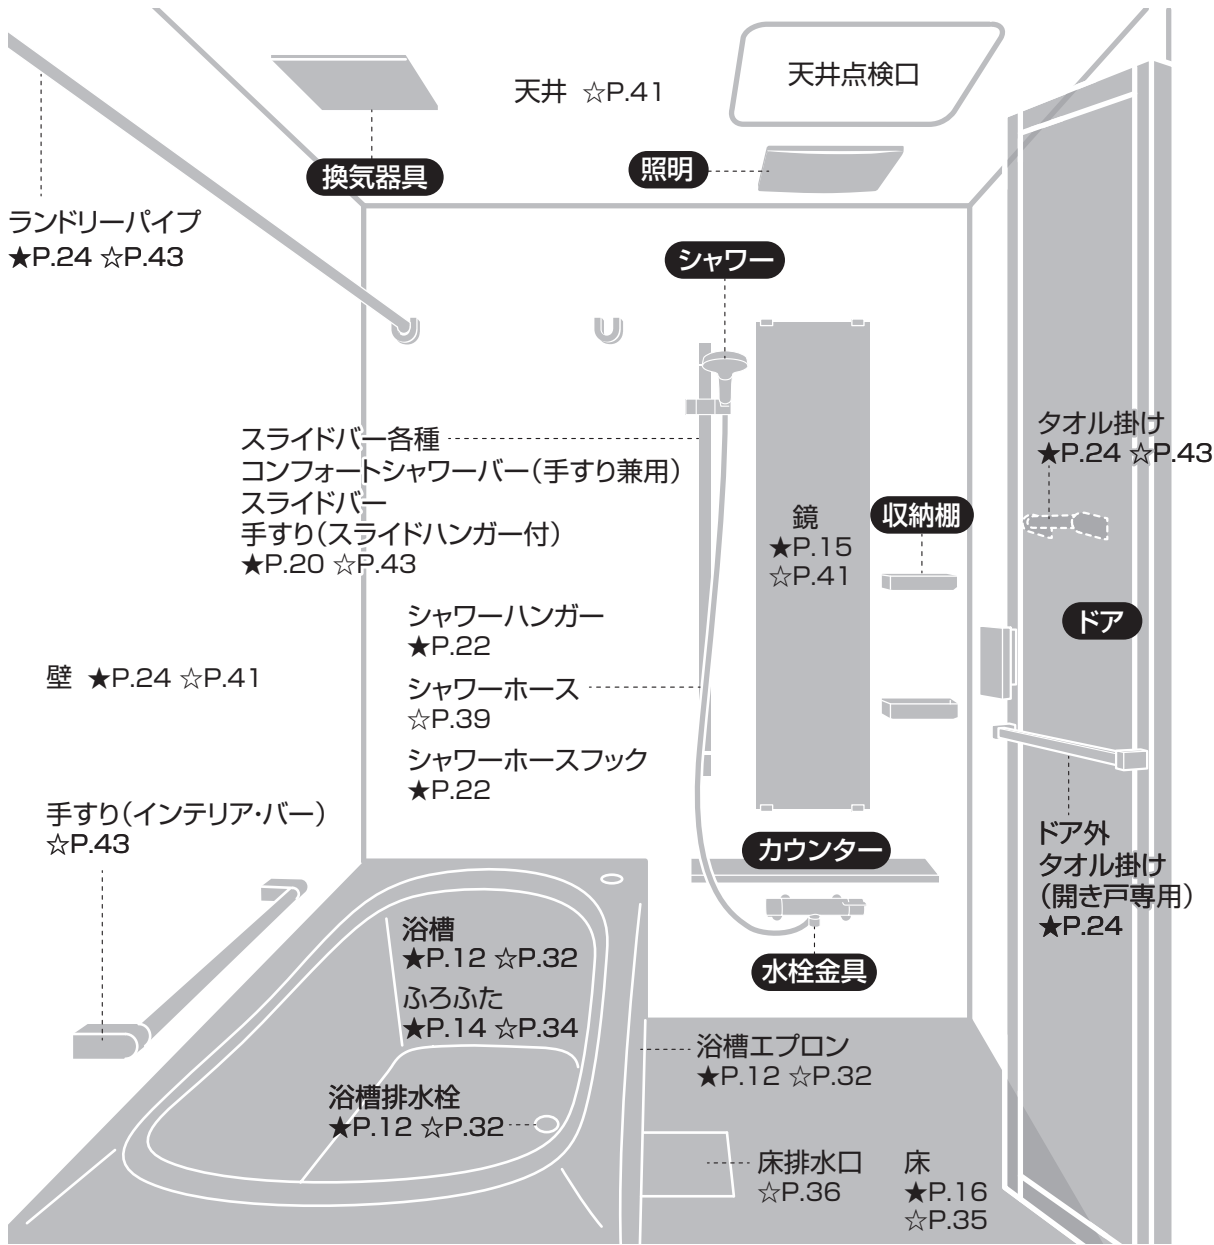 天井点検口
天井 ☆P.41
照明
換気器具
ランドリーパイプ
★P.24 ☆P.43
シャワー
スライドバー各種
コンフォートシャワーバー(手すり兼用)
スライドバー
手すり(スライドハンガー付)
★P.20 ☆P.43
タオル掛け
★P.24 ☆P.43
鏡
★P.15
☆P.41
収納棚
シャワーハンガー
★P.22
ドア
壁 ★P.24 ☆P.41
シャワーホース
☆P.39
シャワーホースフック
★P.22
手すり(インテリア・バー)
☆P.43
カウンター
ドア外
タオル掛け
(開き戸専用)
★P.24
浴槽
★P.12 ☆P.32
ふろふた
★P.14 ☆P.34
水栓金具
浴槽エプロン
★P.12 ☆P.32
浴槽排水栓
★P.12 ☆P.32
床排水口
☆P.36
床
★P.16
☆P.35